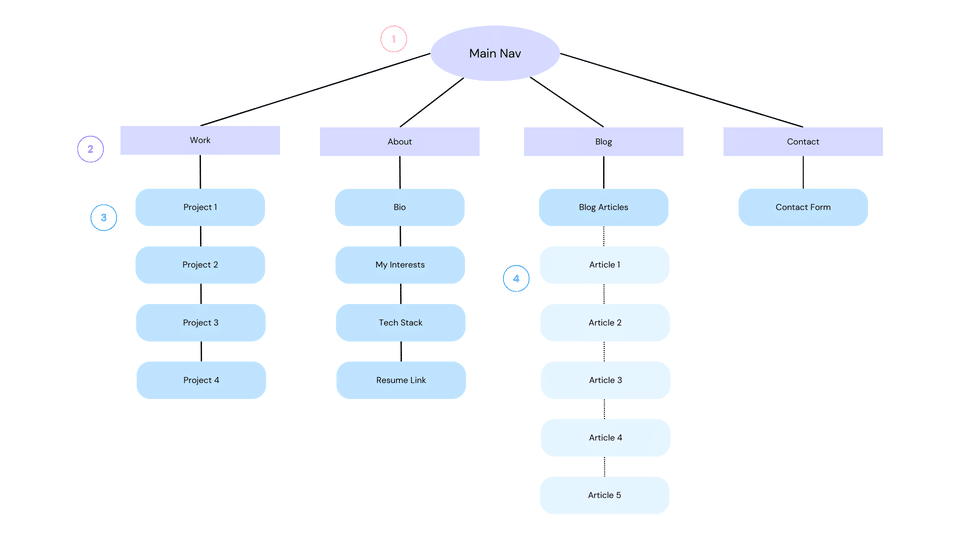 1
Main Nav
2
Work
About
Blog
Contact
3
Project 1
Bio
Blog Articles
Contact Form
Project 2
My Interests
4
Article 1
Project 3
Tech Stack
Article 2
Project 4
Resume Link
Article 3
Article 4
Article 5